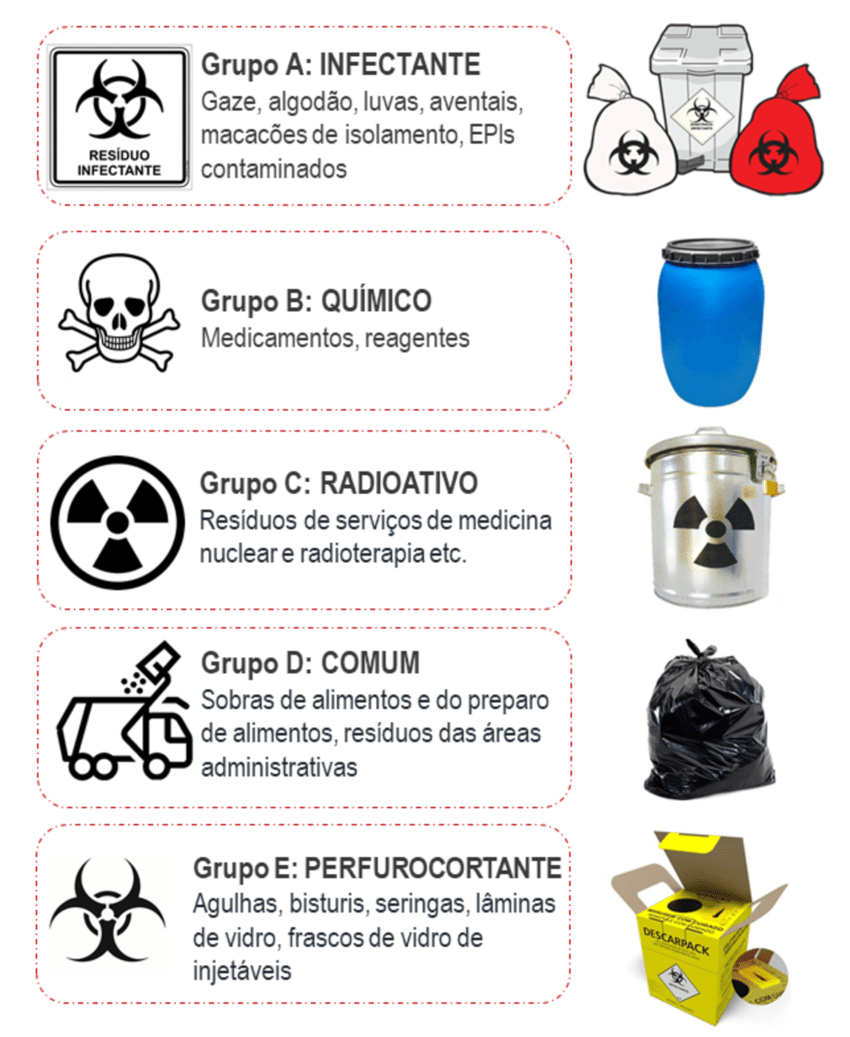 RESÍDUO
INFECTANTE
Grupo A: INFECTANTE
Gaze, algodão, luvas, aventais,
macacões de isolamento, EPIs
contaminados
Grupo B: QUÍMICO
Medicamentos, reagentes
Grupo C: RADIOATIVO
Resíduos de serviços de medicina
nuclear e radioterapia etc.
Grupo D: COMUM
Sobras de alimentos e do preparo
de alimentos, resíduos das áreas
administrativas
Grupo E: PERFUROCORTANTE
Agulhas, bisturis, seringas, lâminas
de vidro, frascos de vidro de
injetáveis
DESCARPACK
INFECTANTE